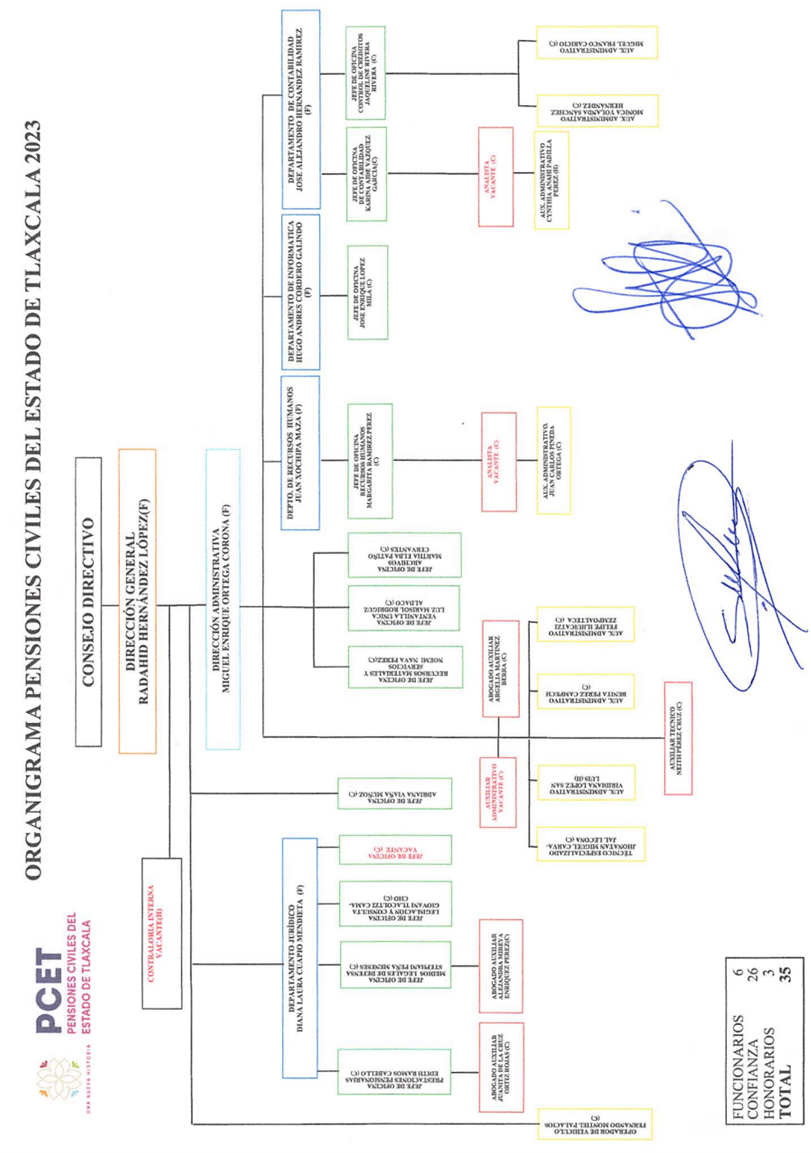 ORGANIGRAMA PENSIONES CIVILES DEL ESTADO DE TLAXCALA 2023
PCET
PENSIONES CIVILES DEL
ESTADO DE TLAXCALA
UNA NUEVA HISTORIA
CONSEJO DIRECTIVO
DIRECCIÓN GENERAL
RADAHID HERNÁNDEZ LÓPEZ(F)
CONTRALORIA INTERNA
VACANTE(H)
DIRECCIÓN ADMINISTRATIVA
MIGUEL ENRIQUE ORTEGA CORONA (F)
DEPARTAMENTO JURÍDICO
DIANA LAURA CUAPIO MENDIETA (F)
DEPTO. DE RECURSOS HUMANOS
JUAN XOCHIPA MAZA (F)
DEPARTAMENTO DE INFORMATICA
HUGO ANDRES CORDERO GALINDO
(F)
DEPARTAMENTO DE CONTABILIDAD
JOSE ALEJANDRO HERNANDEZ RAMIREZ
(F)
JEFE DE OFICINA
PRESTACIONES PENSIONARIAS
EDITH RAMOS CABELO (C)
JEFE DE OFICINA
MEDIOS LEGALES DE DEFENSA
STEPHANI PEÑA MENESES (C)
JEFE DE OFICINA
LEGISLACIÓN Y CONSULTA
GIOVANI TLACOLTZI CAMA-
CHO (C)
JEFE DE OFICINA
VACANTE (C)
JEFE DE OFICINA
ADRIANA VIAÑA MUÑOZ (C)
JEFE DE OFICINA
RECURSOS MATERIALES Y
SERVICIOS
NOEMI NAVA PEREZ(C)
JEFE DE OFICINA
VENTANILLA UNICA
LUZ MARISOL RODRIGUZ
ALDACO (C)
JEFE DE OFICINA
ARCHIVOS
MARTHA ELBA PATIÑO
CERVANTES (C)
JEFE DE OFICINA
RECURSOS HUMANOS
MARGARITA RAMIREZ PEREZ
(C)
JEFE DE OFICINA
JOSE ENRIQUE LOPEZ
MILA (C)
JEFE DE OFICINA
DE CONTABILIDAD
KARINA AIDE VAZQUEZ
GARCIA(C)
JEFE DE OFICINA
CONTROL DE CREDITOS
JAQUELINE RIVERA
RIVERA (C)
ABOGADO AUXILIAR
JUANITA DE LA CRUZ
ORTIZ ROJAS (C)
ABOGADO AUXILIAR
ALEJANDRA MIREYA
ENRIQUEZ PEREZ(C)
AUXILIAR
ADMINISTRATIVO
VACANTE (C)
ABOGADO AUXILIAR
ARGELIA MARTINEZ
BERRA (C)
ANALISTA
VACANTE (C)
ANALISTA
VACANTE (C)
OPERADOR DE VEHICULO
FERNANDO MONTIEL PALACIOS
(C)
TÉCNICO ESPECIALIZADO
JHONATAN MIGUEL CARVA-
JAL LECONA (C)
AUX. ADMINISTRATIVO
VIRIDIANA LOPEZ SAN
LUIS (H)
AUX. ADMINISTRATIVO
BENITA PEREZ CAMPECH
(C)
AUX. ADMINISTRATIVO
FELIPE ILHUICATZI
ZEMPOALTECA (C)
AUX. ADMINISTRATIVO.
JUAN CARLOS PINEDA
ORTEGA (C)
AUX. ADMINISTRATIVO
CYNTHIA ANAHI PADILLA
PEREZ (H)
AUX. ADMINISTRATIVO
MÓNICA YOLANDA SÁNCHEZ
HERNÁNDEZ (C)
AUX. ADMINISTRATIVO
MIGUEL FRANCO CARICIO (C)
AUXILIAR TECNICO
NEITH PÉREZ CRUZ (C)
FUNCIONARIOS 6
CONFIANZA 26
HONORARIOS 3
TOTAL 35